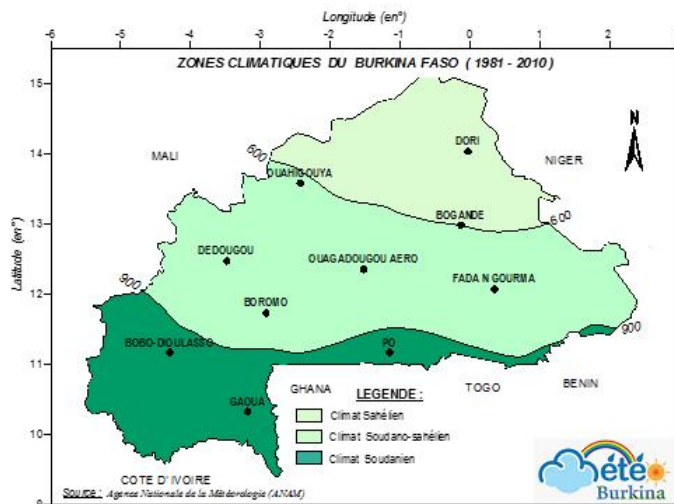 Longitude (en°)
-6 -5 -4 -3 -2 -1 0 1 2
ZONES CLIMATIQUES DU BURKINA FASO ( 1981 - 2010 )
15
N
DORI
14
MALI
600
NIGER
OUAHIGOUYA
BOGANDE
600
13
Latitude (en°)
DEDOUGOU
OUAGADOUGOU AERO
FADA N GOURMA
900
12
BOROMO
900
BOBO-DIOULASSO
PO
11
GHANA
LEGENDE :
TOGO
BENIN
GAOUA
Climat Sahélien
10
Climat Soudano-sahélien
Climat Soudanien
COTE D' IVOIRE
Source : Agence Nationale de la Météorologie (ANAM)
9
été
Burkina